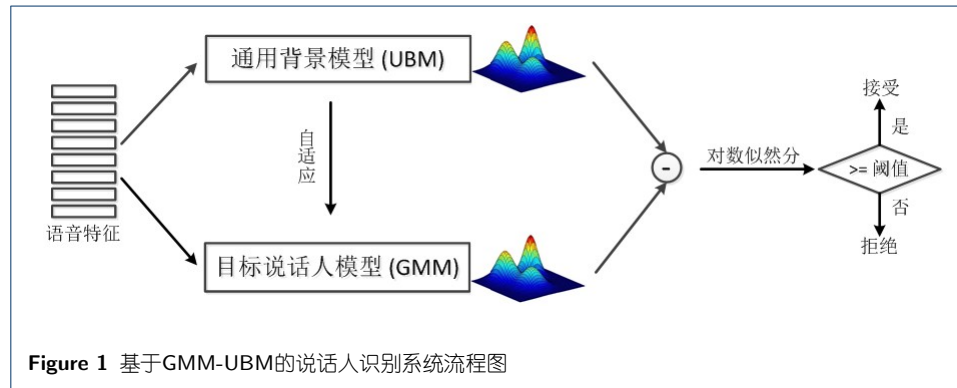 通用背景模型 (UBM)
语音特征
自适应
目标说话人模型 (GMM)
-
对数似然分
接受
是
>= 阈值
否
拒绝
Figure 1 基于GMM-UBM的说话人识别系统流程图